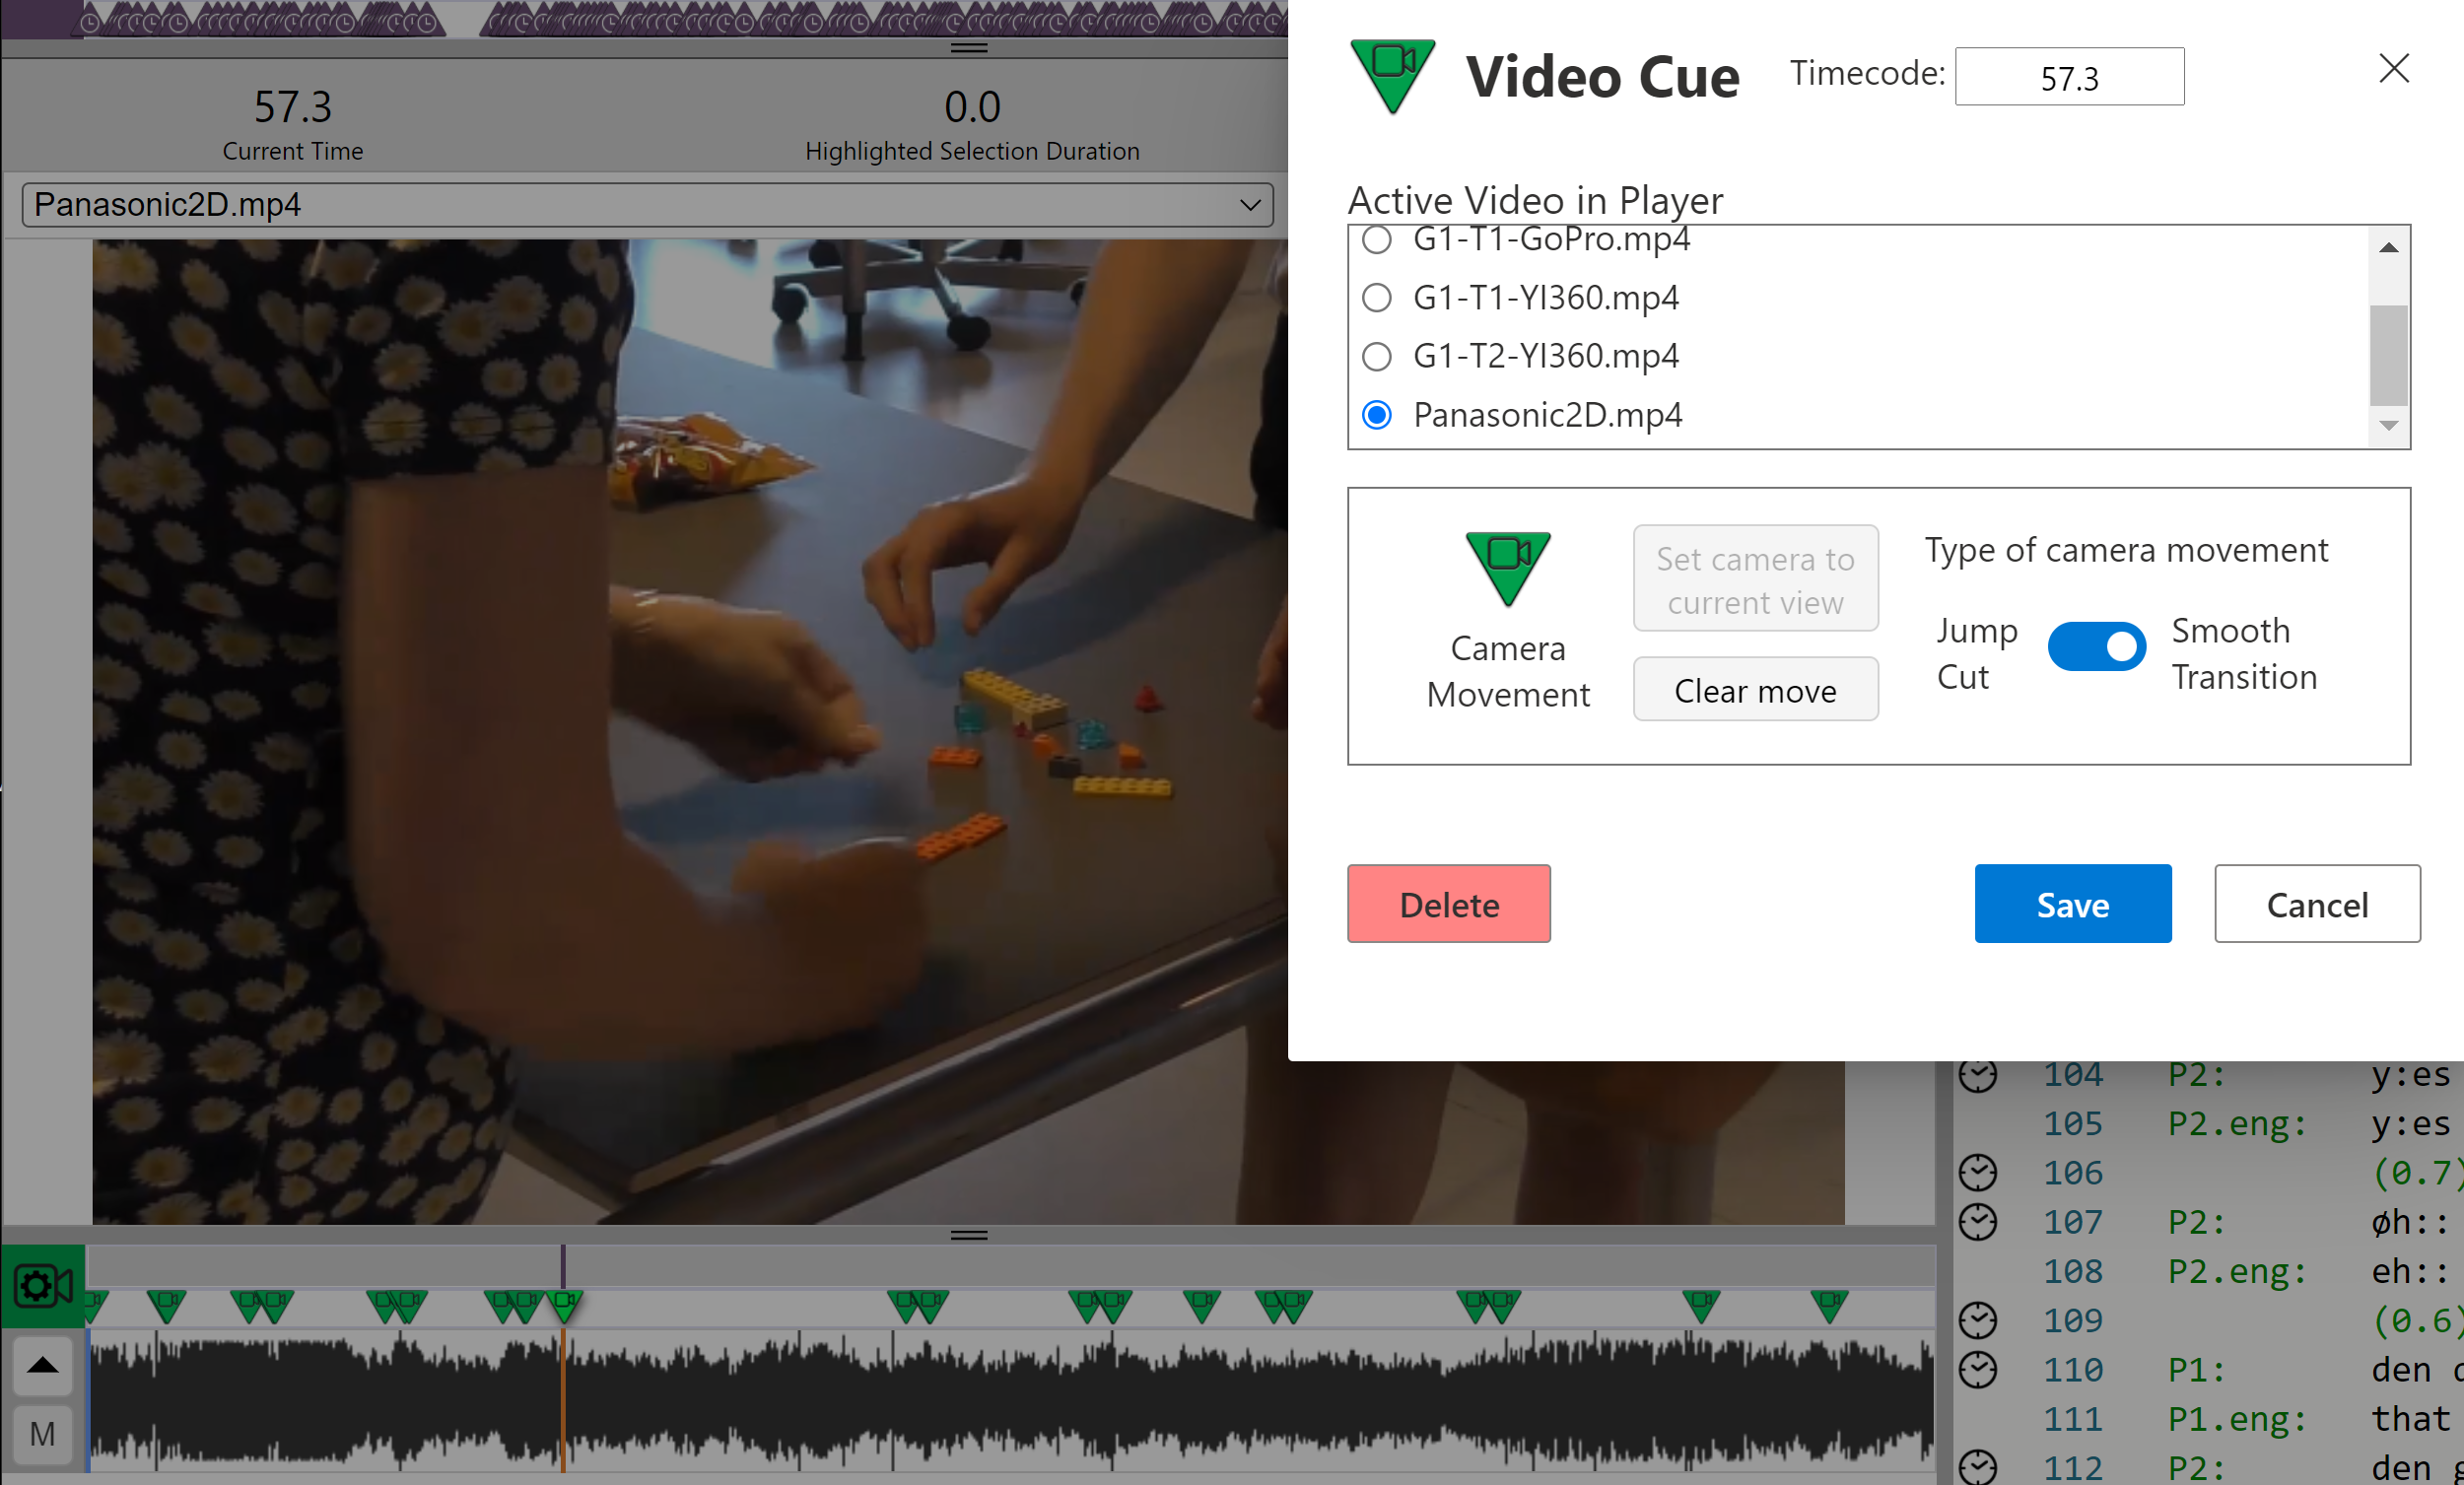 57.3
Current Time
0.0
Highlighted Selection Duration
Panasonic2D.mp4
Video Cue
Timecode: 57.3
Active Video in Player
G1-T1-GoPro.mp4
G1-T1-YI360.mp4
G1-T2-YI360.mp4
Panasonic2D.mp4
Camera
Movement
Set camera to
current view
Clear move
Type of camera movement
Jump
Cut
Smooth
Transition
Delete
Save
Cancel
104 P2: y:es
105 P2.eng: y:es
106 (0.7)
107 P2: øh::
108 P2.eng: eh::
109 (0.6)
110 P1: den
111 P1.eng: that
112 P2: den
M